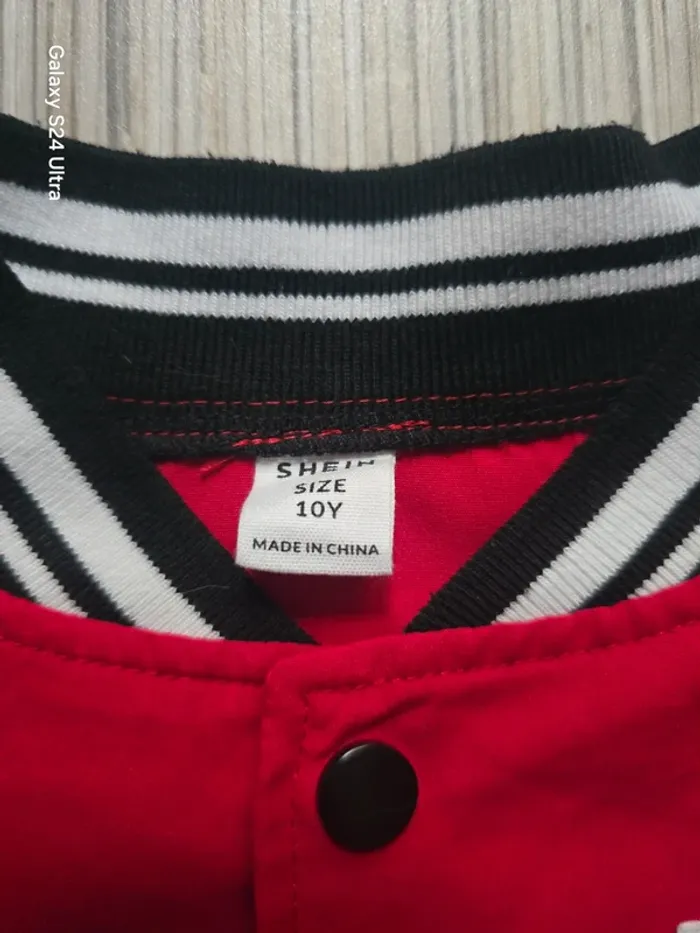 Galaxy S24 Ultra
SHEIN
SIZE
10Y
MADE IN CHINA